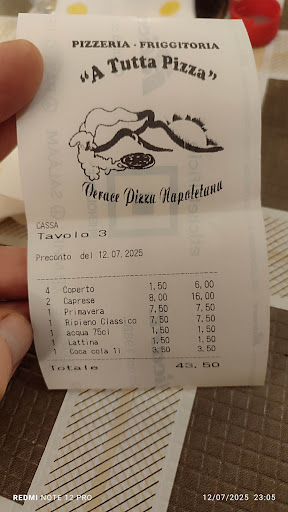 PIZZERIA - FRIGGITORIA
"A Tutta Pizza"
Verace Pizza Napoletana
CASSA
Tavolo 3
Preconto del 12.07.2025
4 Coperto 1,50 6,00
2 Caprese 8,00 16,00
1 Primavera 7,50 7,50
1 Ripieno Classico 7,50 7,50
1 acqua 75cl 1,50 1,50
1 Lattina 1,50 1,50
1 Coca cola 1l 3,50 3,50
Totale 43,50
REDMI NOTE 12 PRO
12/07/2025 23:05